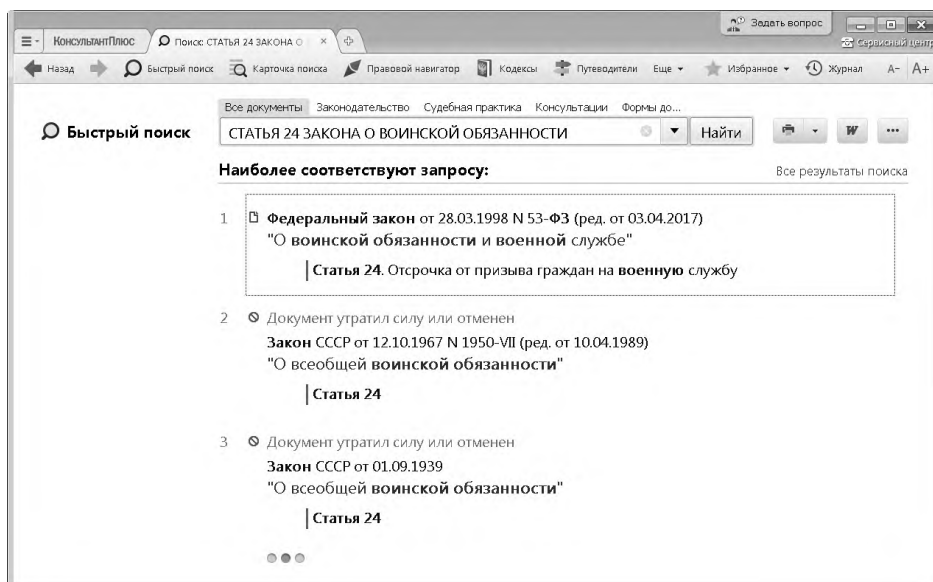 Задать вопрос
КонсультантПлюс
Поиск: СТАТЬЯ 24 ЗАКОНА О
Сервисный центр
Назад Быстрый поиск Карточка поиска Правовой навигатор Кодексы Путеводители Еще Избранное Журнал А- А+
Все документы Законодательство Судебная практика Консультации Формы до...
Быстрый поиск СТАТЬЯ 24 ЗАКОНА О ВОИНСКОЙ ОБЯЗАННОСТИ Найти W
Наиболее соответствуют запросу: Все результаты поиска
1 Федеральный закон от 28.03.1998 N 53-ФЗ (ред. от 03.04.2017)
"О воинской обязанности и военной службе"
Статья 24. Отсрочка от призыва граждан на военную службу
2 Документ утратил силу или отменен
Закон СССР от 12.10.1967 N 1950-VII (ред. от 10.04.1989)
"О всеобщей воинской обязанности"
Статья 24
3 Документ утратил силу или отменен
Закон СССР от 01.09.1939
"О всеобщей воинской обязанности"
Статья 24